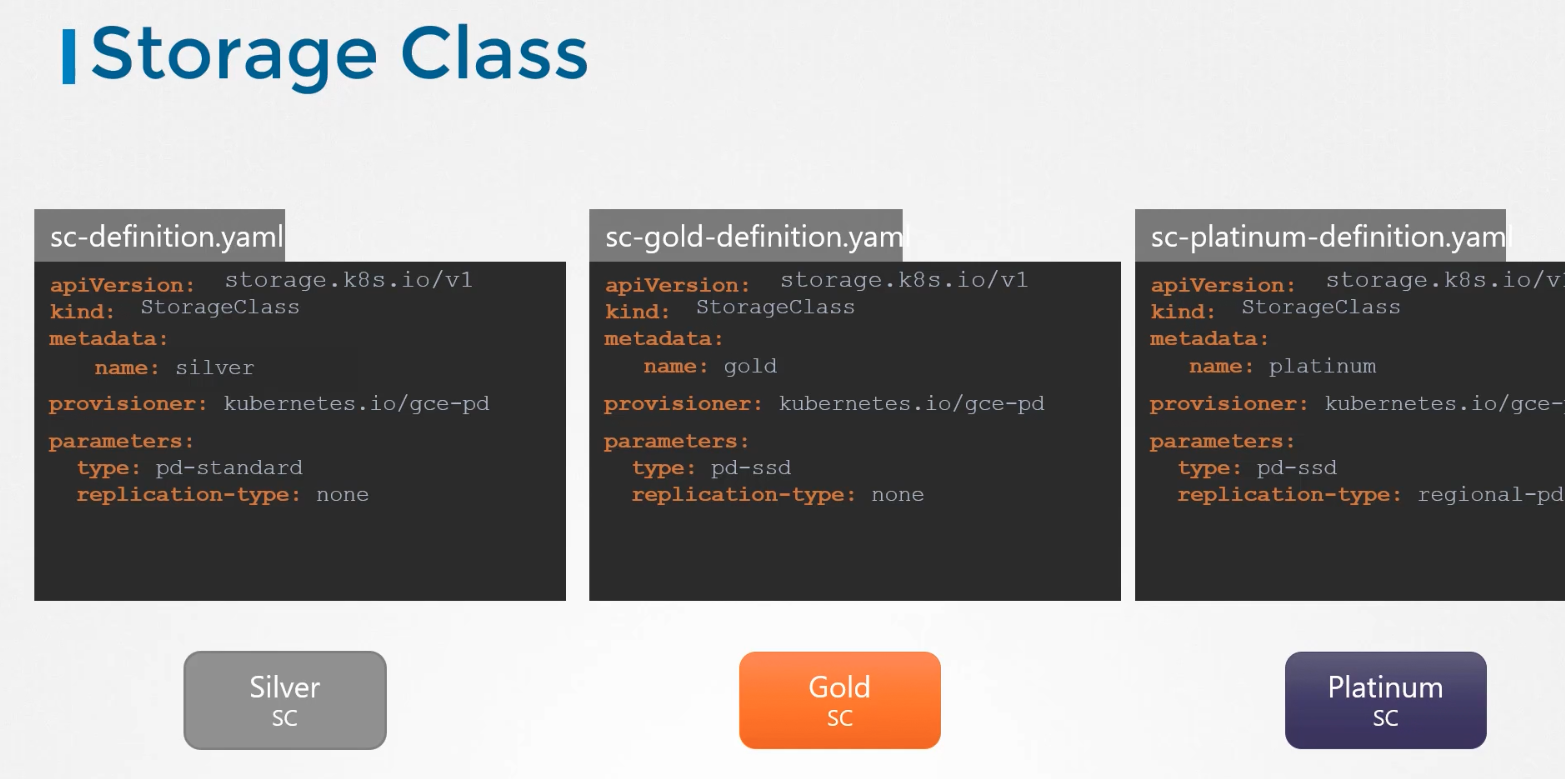 Storage Class
sc-definition.yaml
apiVersion: storage.k8s.io/v1
kind: StorageClass
metadata:
name: silver
provisioner: kubernetes.io/gce-pd
parameters:
type: pd-standard
replication-type: none
Silver
SC
sc-gold-definition.yaml
apiVersion: storage.k8s.io/v1
kind: StorageClass
metadata:
name: gold
provisioner: kubernetes.io/gce-pd
parameters:
type: pd-ssd
replication-type: none
Gold
SC
sc-platinum-definition.yaml
apiVersion: storage.k8s.io/v1
kind: StorageClass
metadata:
name: platinum
provisioner: kubernetes.io/gce-
parameters:
type: pd-ssd
replication-type: regional-pd
Platinum
SC